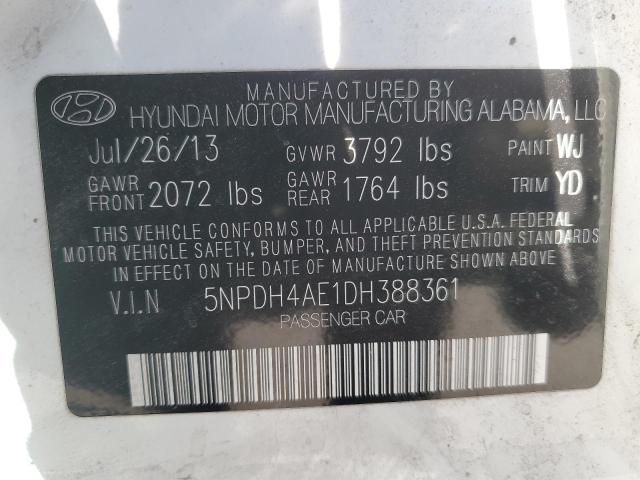 MANUFACTURED BY
HYUNDAI MOTOR MANUFACTURING ALABAMA, LLC
Jul/26/13 GVWR 3792 lbs PAINT WJ
GAWR FRONT 2072 lbs GAWR REAR 1764 lbs TRIM YD
THIS VEHICLE CONFORMS TO ALL APPLICABLE U.S.A. FEDERAL
MOTOR VEHICLE SAFETY, BUMPER, AND THEFT PREVENTION STANDARDS
IN EFFECT ON THE DATE OF MANUFACTURE SHOWN ABOVE
V.I.N 5NPDH4AE1DH388361
PASSENGER CAR